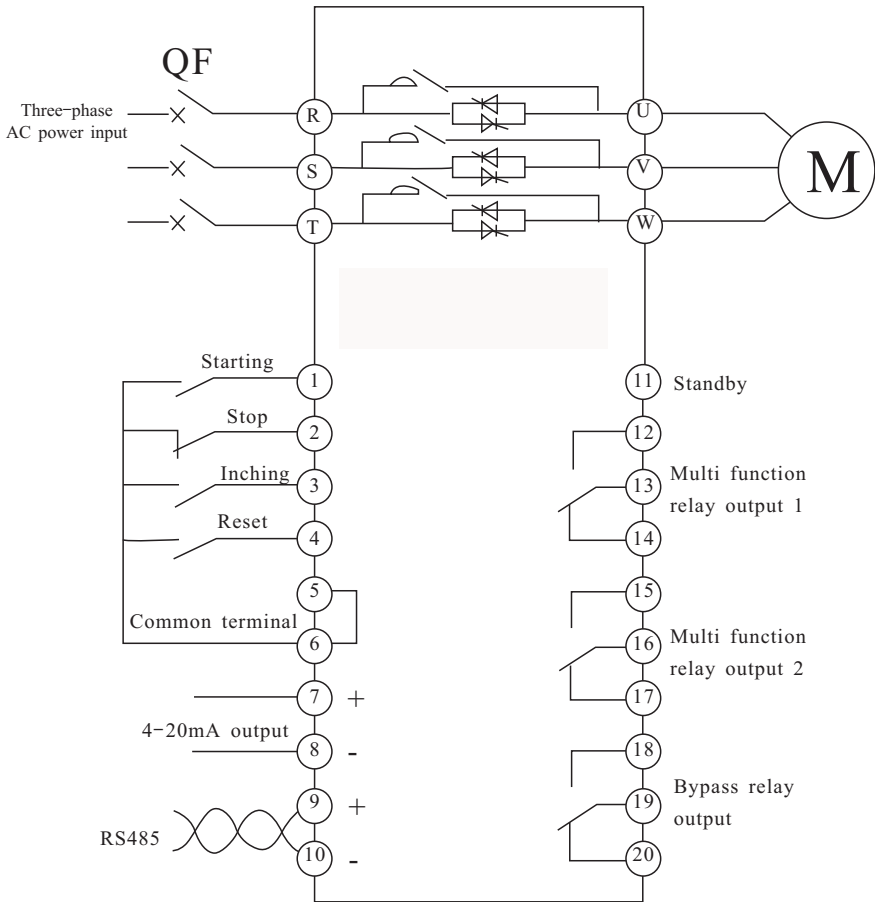 QF
Three-phase
AC power input
R
U
S
V
T
W
M
Starting
1
Stop
2
Inching
3
Reset
4
5
Common terminal
6
7 +
4-20mA output
8 -
9 +
RS485
10 -
11 Standby
12
13 Multi function
relay output 1
14
15
16 Multi function
relay output 2
17
18
Bypass relay
19 output
20